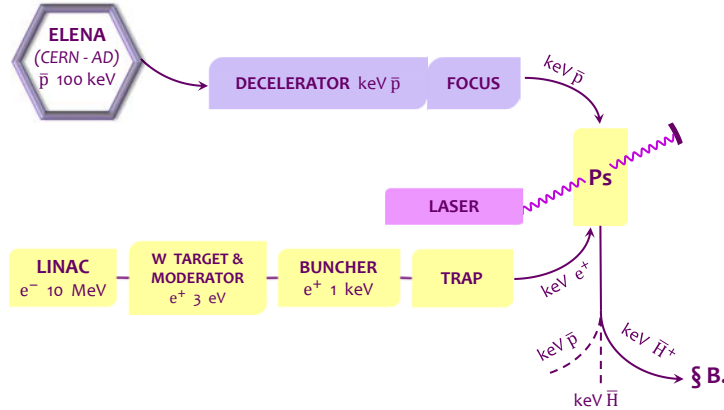 ELENA
(CERN - AD)
p̅ 100 keV
DECELERATOR keV p̅
FOCUS
keV p̅
Ps
LASER
LINAC
e⁻ 10 MeV
W TARGET &
MODERATOR
e⁺ 3 eV
BUNCHER
e⁺ 1 keV
TRAP
keV e⁺
keV p̅
keV H̅⁺
keV H̅
§ B.